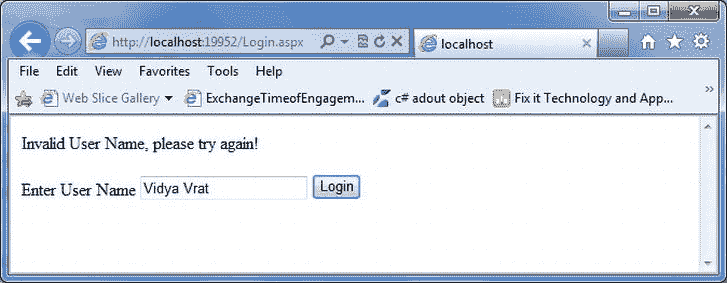 http://localhost:19952/Login.aspx
localhost
File Edit View Favorites Tools Help
Web Slice Gallery ExchangeTimeofEngagem... c# adout object Fix it Technology and App...
Invalid User Name, please try again!
Enter User Name Vidya Vrat Login